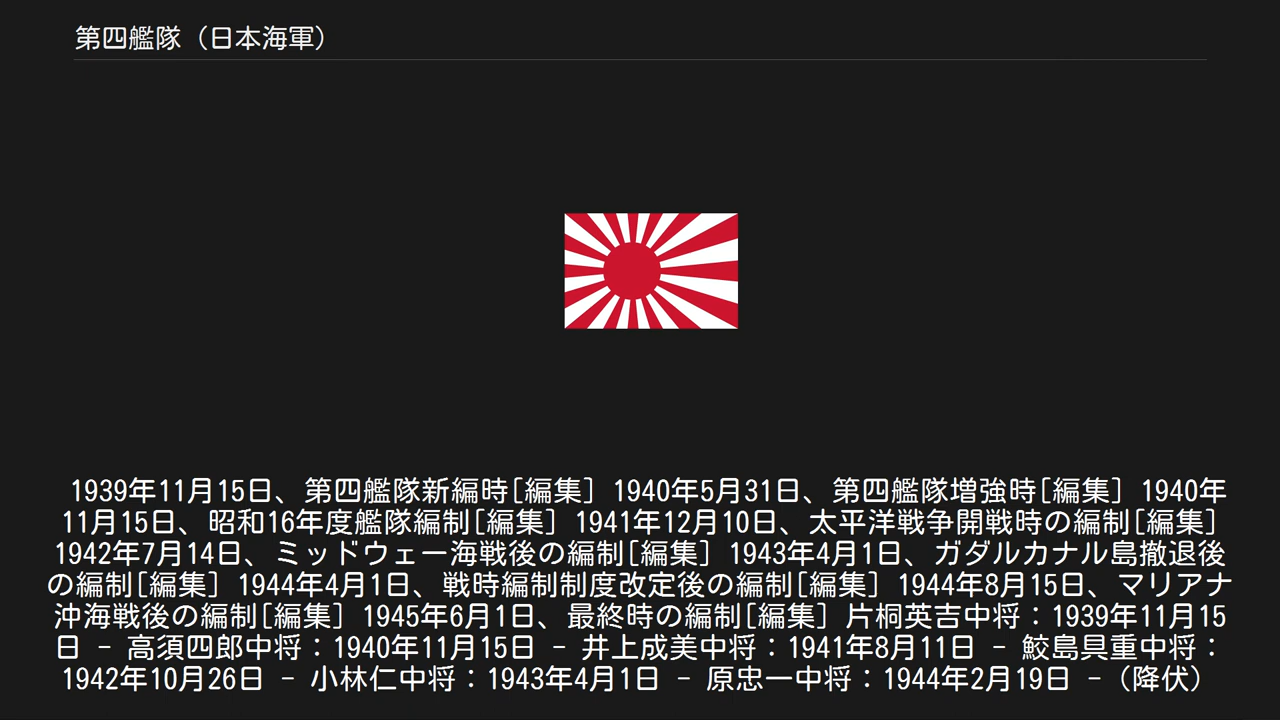 第四艦隊（日本海軍）
1939年11月15日、第四艦隊新編時[編集] 1940年5月31日、第四艦隊増強時[編集] 1940年
11月15日、昭和16年度艦隊編制[編集] 1941年12月10日、太平洋戦争開戦時の編制[編集]
1942年7月14日、ミッドウェー海戦後の編制[編集] 1943年4月1日、ガダルカナル島撤退後
の編制[編集] 1944年4月1日、戦時編制制度改定後の編制[編集] 1944年8月15日、マリアナ
沖海戦後の編制[編集] 1945年6月1日、最終時の編制[編集] 片桐英吉中将：1939年11月15
日 - 高須四郎中将：1940年11月15日 - 井上成美中将：1941年8月11日 - 鮫島具重中将：
1942年10月26日 - 小林仁中将：1943年4月1日 - 原忠一中将：1944年2月19日 -（降伏）